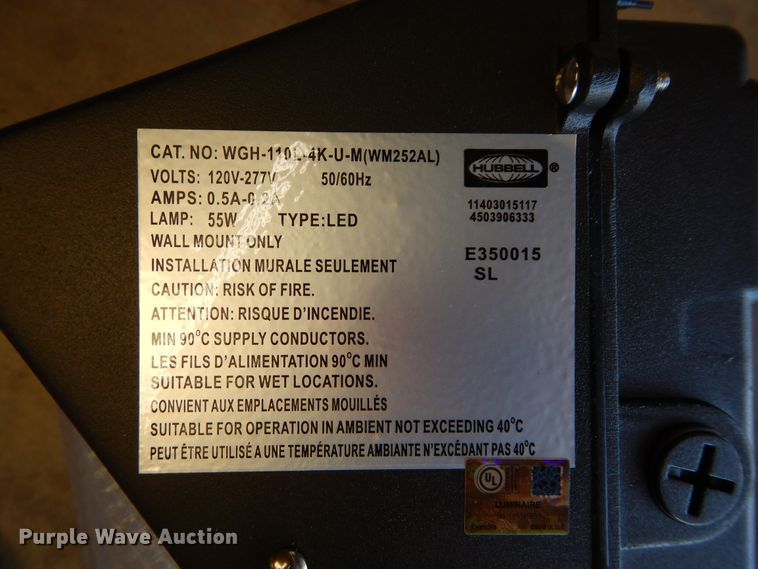 CAT. NO: WGH-110L-4K-U-M(WM252AL)
VOLTS: 120V-277V 50/60Hz
AMPS: 0.5A-0.2A
LAMP: 55W TYPE:LED
WALL MOUNT ONLY
INSTALLATION MURALE SEULEMENT
CAUTION: RISK OF FIRE.
ATTENTION: RISQUE D'INCENDIE.
MIN 90°C SUPPLY CONDUCTORS.
LES FILS D'ALIMENTATION 90°C MIN
SUITABLE FOR WET LOCATIONS.
CONVIENT AUX EMPLACEMENTS MOUILLÉS
SUITABLE FOR OPERATION IN AMBIENT NOT EXCEEDING 40°C
PEUT ÉTRE UTILISÉ A UNE TEMPÉRATURE AMBIANTE N'EXCÉDANT PAS 40°C
HUBBELL
11403015117
4503906333
E350015
SL
UL
LUMINAIRE
Purple Wave Auction